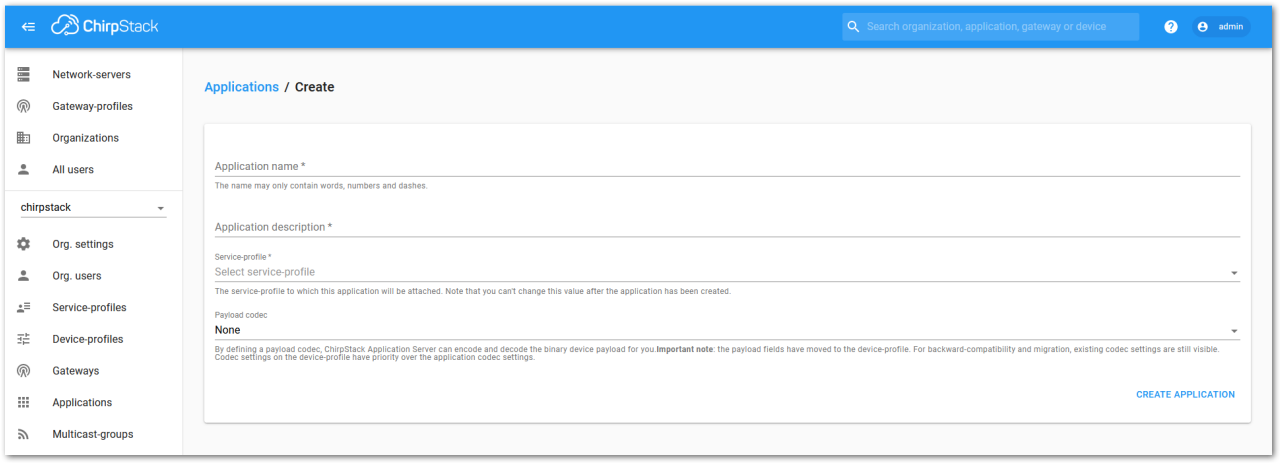 ChirpStack
Search organization, application, gateway or device
?
admin
Network-servers
Gateway-profiles
Organizations
All users
chirpstack
Org. settings
Org. users
Service-profiles
Device-profiles
Gateways
Applications
Multicast-groups
Applications / Create
Application name *
The name may only contain words, numbers and dashes.
Application description *
Service-profile *
Select service-profile
The service-profile to which this application will be attached. Note that you can't change this value after the application has been created.
Payload codec
None
By defining a payload codec, ChirpStack Application Server can encode and decode the binary device payload for you.Important note: the payload fields have moved to the device-profile. For backward-compatibility and migration, existing codec settings are still visible.
Codec settings on the device-profile have priority over the application codec settings.
CREATE APPLICATION